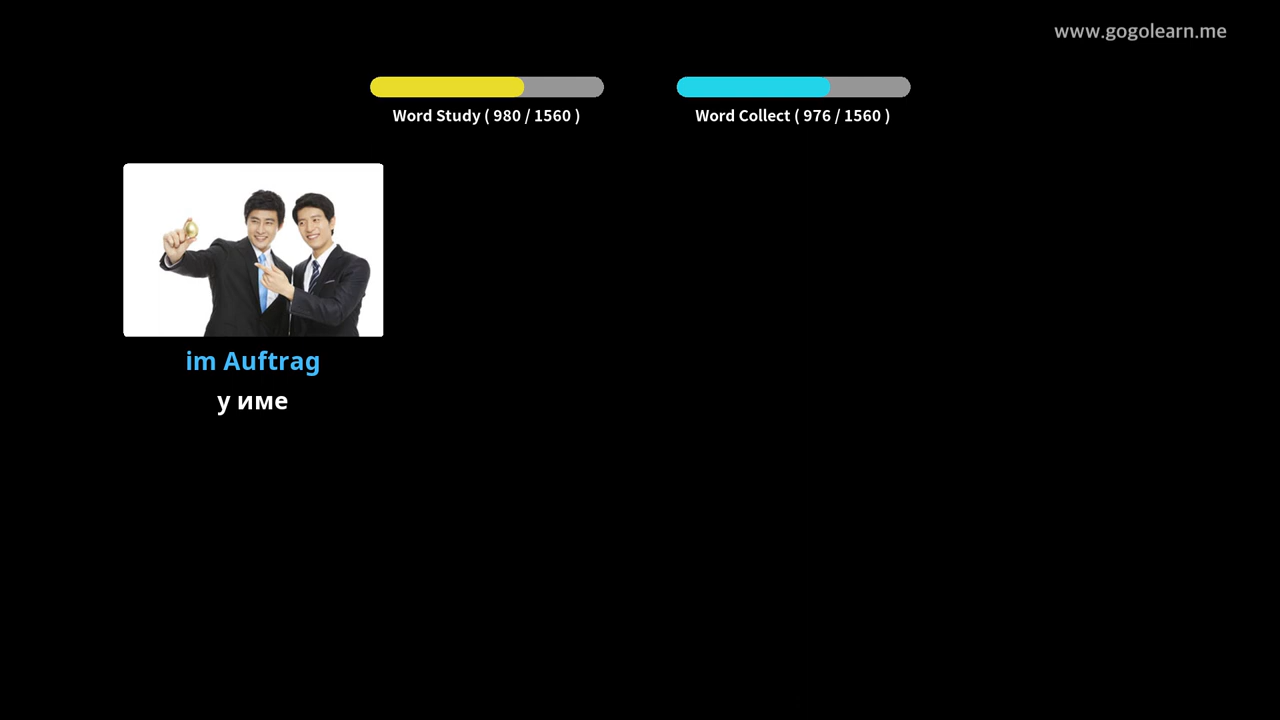 www.gogolearn.me
Word Study ( 980 / 1560 )
Word Collect ( 976 / 1560 )
im Auftrag
у име